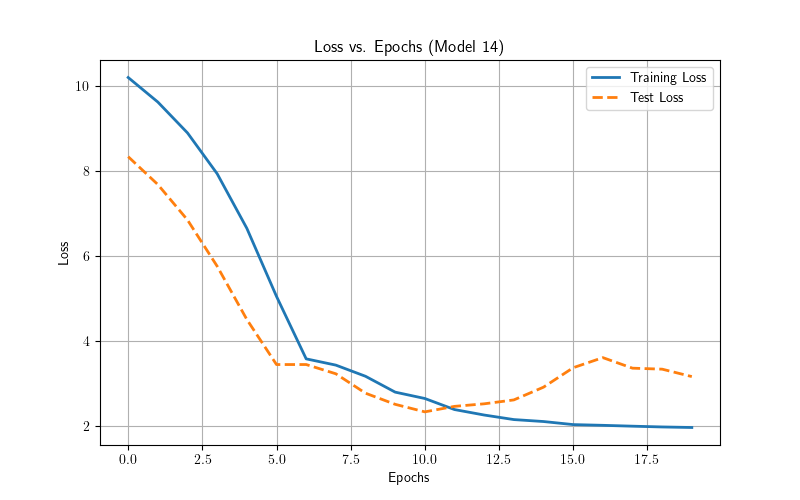 Loss vs. Epochs (Model 14)
Training Loss
Test Loss
10
8
6
4
2
Loss
0.0 2.5 5.0 7.5 10.0 12.5 15.0 17.5
Epochs